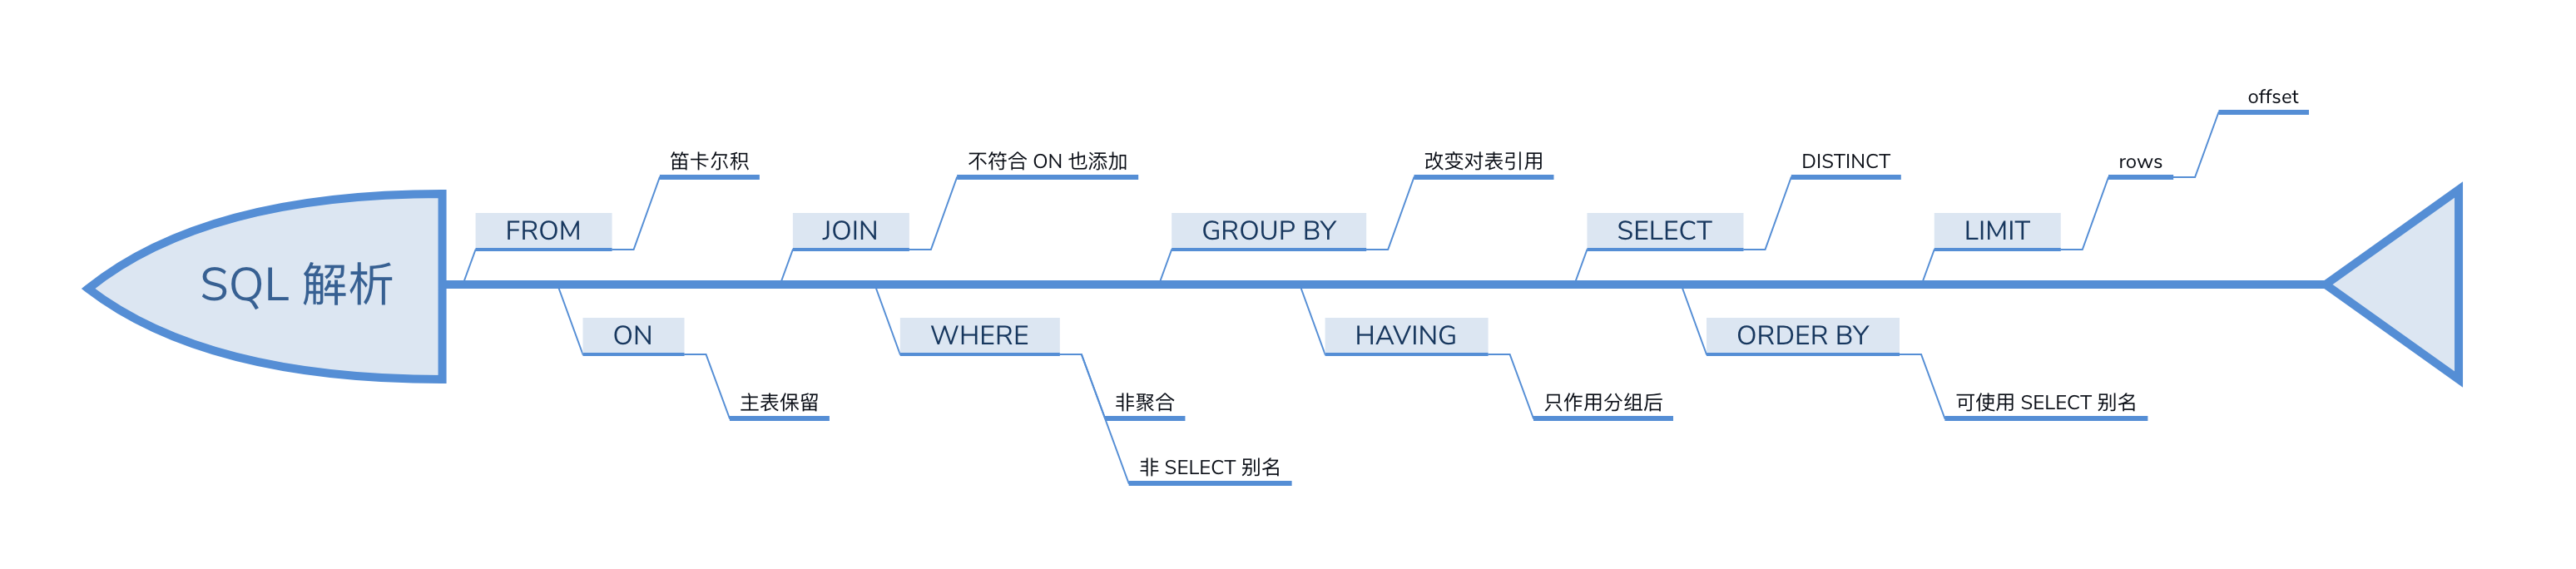 SQL 解析
FROM
笛卡尔积
ON
主表保留
JOIN
不符合 ON 也添加
WHERE
非聚合
非 SELECT 别名
GROUP BY
改变对表引用
HAVING
只作用分组后
SELECT
DISTINCT
ORDER BY
可使用 SELECT 别名
LIMIT
rows
offset